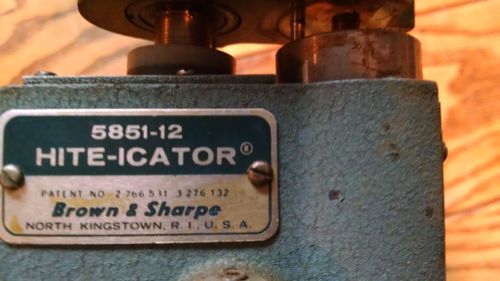 5851-12
HITE-ICATOR®
PATENT NO 2 766 531 3 276 132
Brown & Sharpe
NORTH KINGSTOWN, R. I., U. S. A.